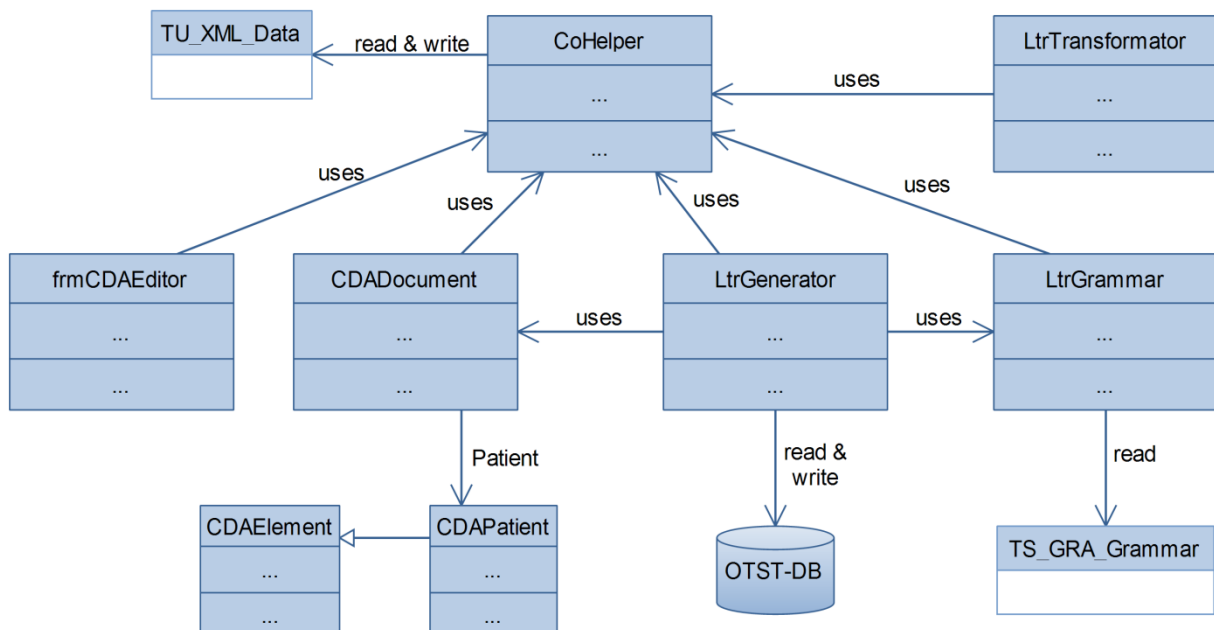 TU_XML_Data
read & write
CoHelper
...
...
LtrTransformator
...
...
uses
uses
uses
uses
uses
frmCDAEditor
...
...
CDADocument
...
...
uses
LtrGenerator
...
...
uses
LtrGrammar
...
...
Patient
read &
write
read
CDAElement
...
...
CDAPatient
...
...
OTST-DB
TS_GRA_Grammar